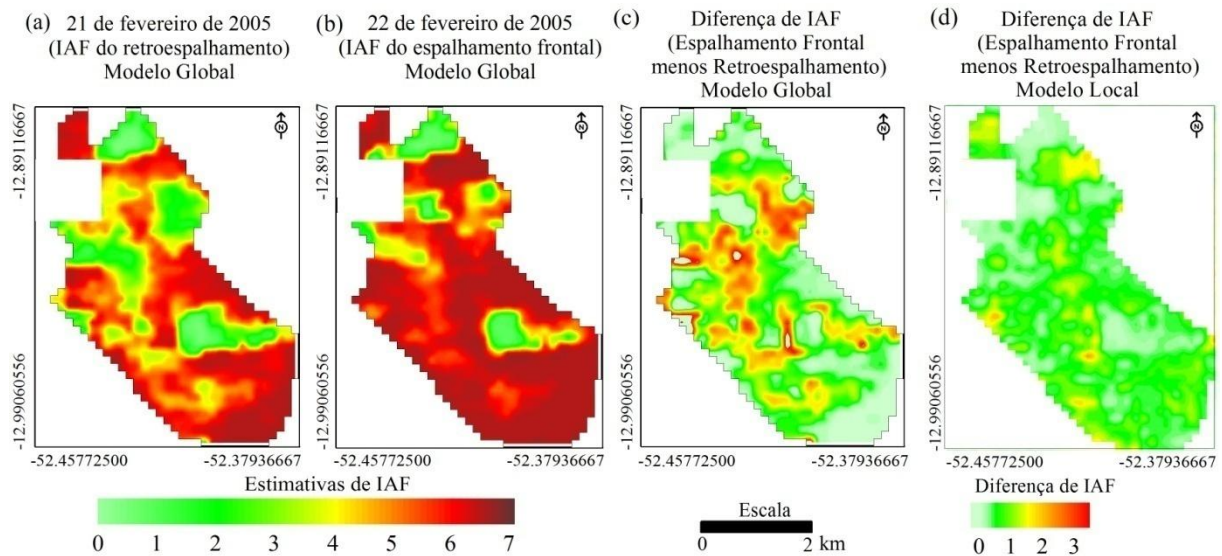 (a) 21 de fevereiro de 2005
(IAF do retroespalhamento)
Modelo Global
(b) 22 de fevereiro de 2005
(IAF do espalhamento frontal)
Modelo Global
(c) Diferença de IAF
(Espalhamento Frontal
menos Retroespalhamento)
Modelo Global
(d) Diferença de IAF
(Espalhamento Frontal
menos Retroespalhamento)
Modelo Local
N
N
N
N
-12.89116667
-12.99060556
-12.89116667
-12.99060556
-12.89116667
-12.99060556
-12.89116667
-12.99060556
-52.457772500 -52.37936667
-52.457772500 -52.37936667
-52.457772500 -52.37936667
-52.457772500 -52.37936667
Estimativas de IAF
0 1 2 3 4 5 6 7
Escala
0 2 km
Diferença de IAF
0 1 2 3